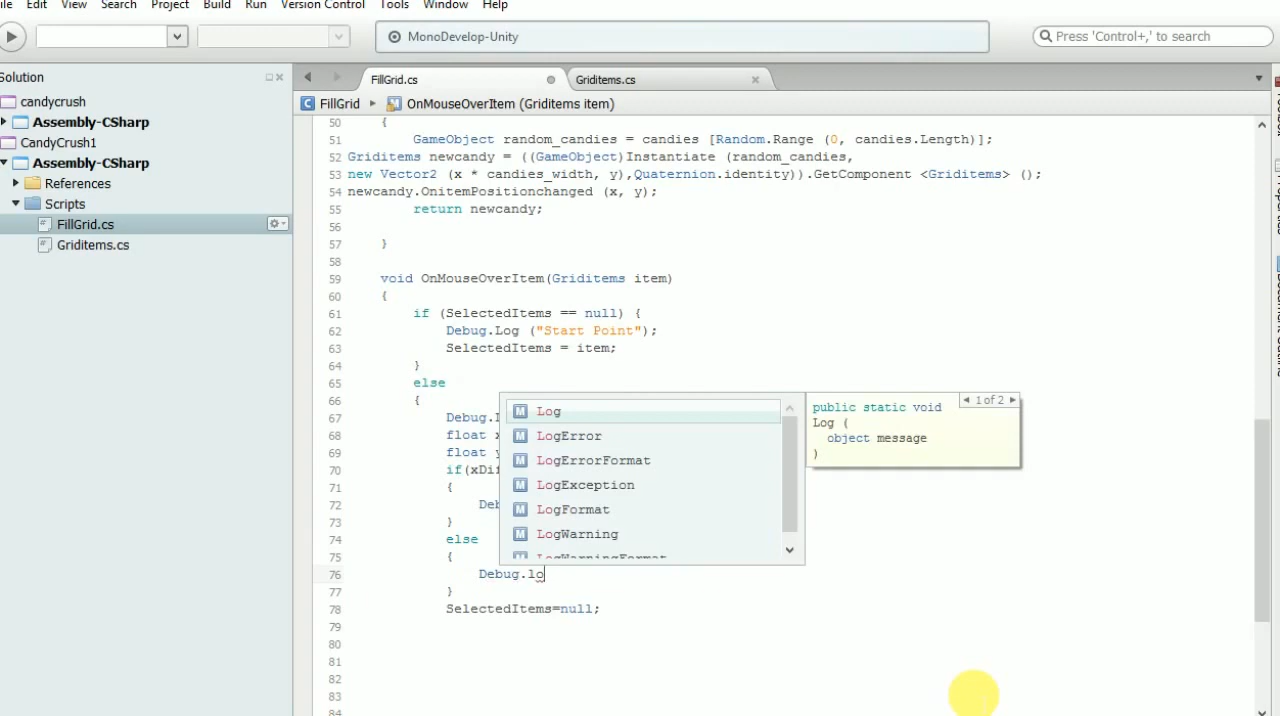 Edit View Search Project Build Run Version Control Tools Window Help
MonoDevelop-Unity
Press 'Control+,' to search
Solution
candycrush
Assembly-CSharp
CandyCrush1
Assembly-CSharp
References
Scripts
FillGrid.cs
Griditems.cs
FillGrid.cs Griditems.cs
FillGrid OnMouseOverItem (Griditems item)
50 {
51 GameObject random_candies = candies [Random.Range (0, candies.Length)];
52 Griditems newcandy = ((GameObject)Instantiate (random_candies,
53 new Vector2 (x * candies_width, y),Quaternion.identity)).GetComponent <Griditems> ();
54 newcandy.OnitemPositionchanged (x, y);
55 return newcandy;
56
57 }
58
59 void OnMouseOverItem(Griditems item)
60 {
61 if (SelectedItems == null) {
62 Debug.Log ("Start Point");
63 SelectedItems = item;
64 }
65 else
66 {
67 Debug.
68 float x
69 float y
70 if(xDi
71 {
72 Deb
73 }
74 else
75 {
76 Debug.lo
77 }
78 SelectedItems=null;
79
80
81
82
83
84
Log
LogError
LogErrorFormat
LogException
LogFormat
LogWarning
LogWarningFormat
1 of 2
public static void
Log (
object message
)